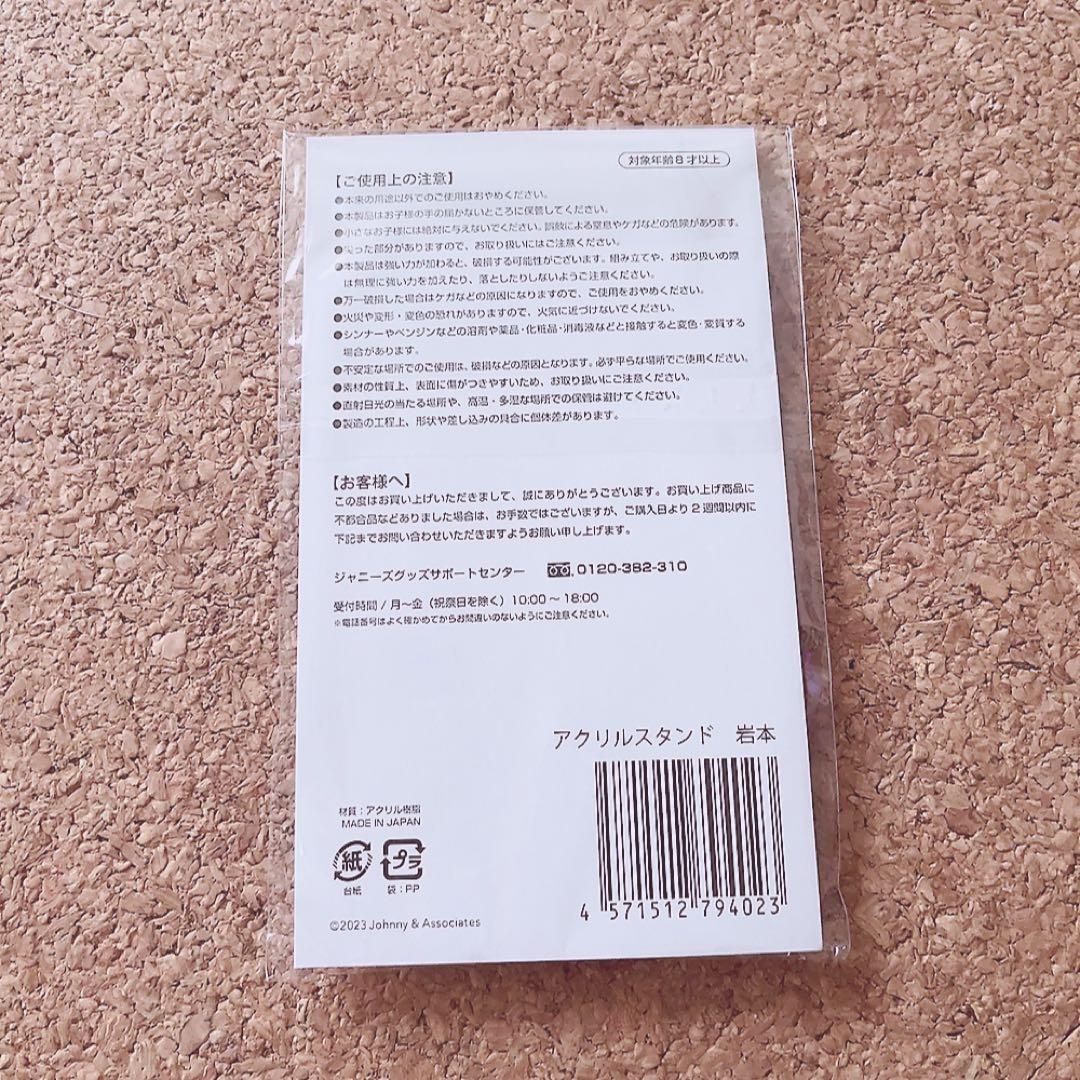 対象年齢8才以上
【ご使用上の注意】
●本来の用途以外でのご使用はおやめください。
●本製品はお子様の手の届かないところに保管してください。
●小さなお子様には絶対に与えないでください。誤飲による窒息やケガなどの危険があります。
●尖った部分がありますので、お取り扱いにはご注意ください。
●本製品は強い力が加わると、破損する可能性がございます。組み立てや、お取り扱いの際
は無理に強い力を加えたり、落としたりしないようご注意ください。
●万一破損した場合はケガなどの原因になりますので、ご使用をおやめください。
●火災や変形・変色の恐れがありますので、火気に近づけないでください。
●シンナーやベンジンなどの溶剤や薬品・化粧品・消毒液などと接触すると変色・変質する
場合があります。
●不安定な場所でのご使用は、破損などの原因となります。必ず平らな場所でご使用ください。
●素材の性質上、表面に傷がつきやすいため、お取り扱いにご注意ください。
●直射日光の当たる場所や、高温・多湿な場所での保管は避けてください。
●製造の工程上、形状や差し込みの具合に個体差があります。
【お客様へ】
この度はお買い上げいただきまして、誠にありがとうございます。お買い上げ商品に
不都合品などありました場合は、お手数ではございますが、ご購入日より2週間以内に
下記までお問い合わせいただきますようお願い申し上げます。
ジャニーズグッズサポートセンター 0120-382-310
受付時間 / 月〜金（祝祭日を除く）10:00〜18:00
※電話番号はよく確かめてからお間違いのないようにご注意ください。
アクリルスタンド 岩本
材質：アクリル樹脂
MADE IN JAPAN
紙 プラ
台紙 袋：PP
4 571512 794023
©2023 Johnny & Associates